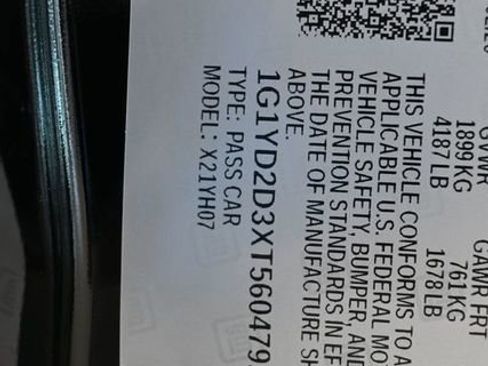 GVWR GAWR FRT
1899 KG 761 KG
4187 LB 1678 LB
THIS VEHICLE CONFORMS TO A
APPLICABLE U.S. FEDERAL MO
VEHICLE SAFETY, BUMPER, AND
PREVENTION STANDARDS IN EF
THE DATE OF MANUFACTURE SH
ABOVE.
1G1YD2D3XT560479
TYPE: PASS CAR
MODEL: X21YH07